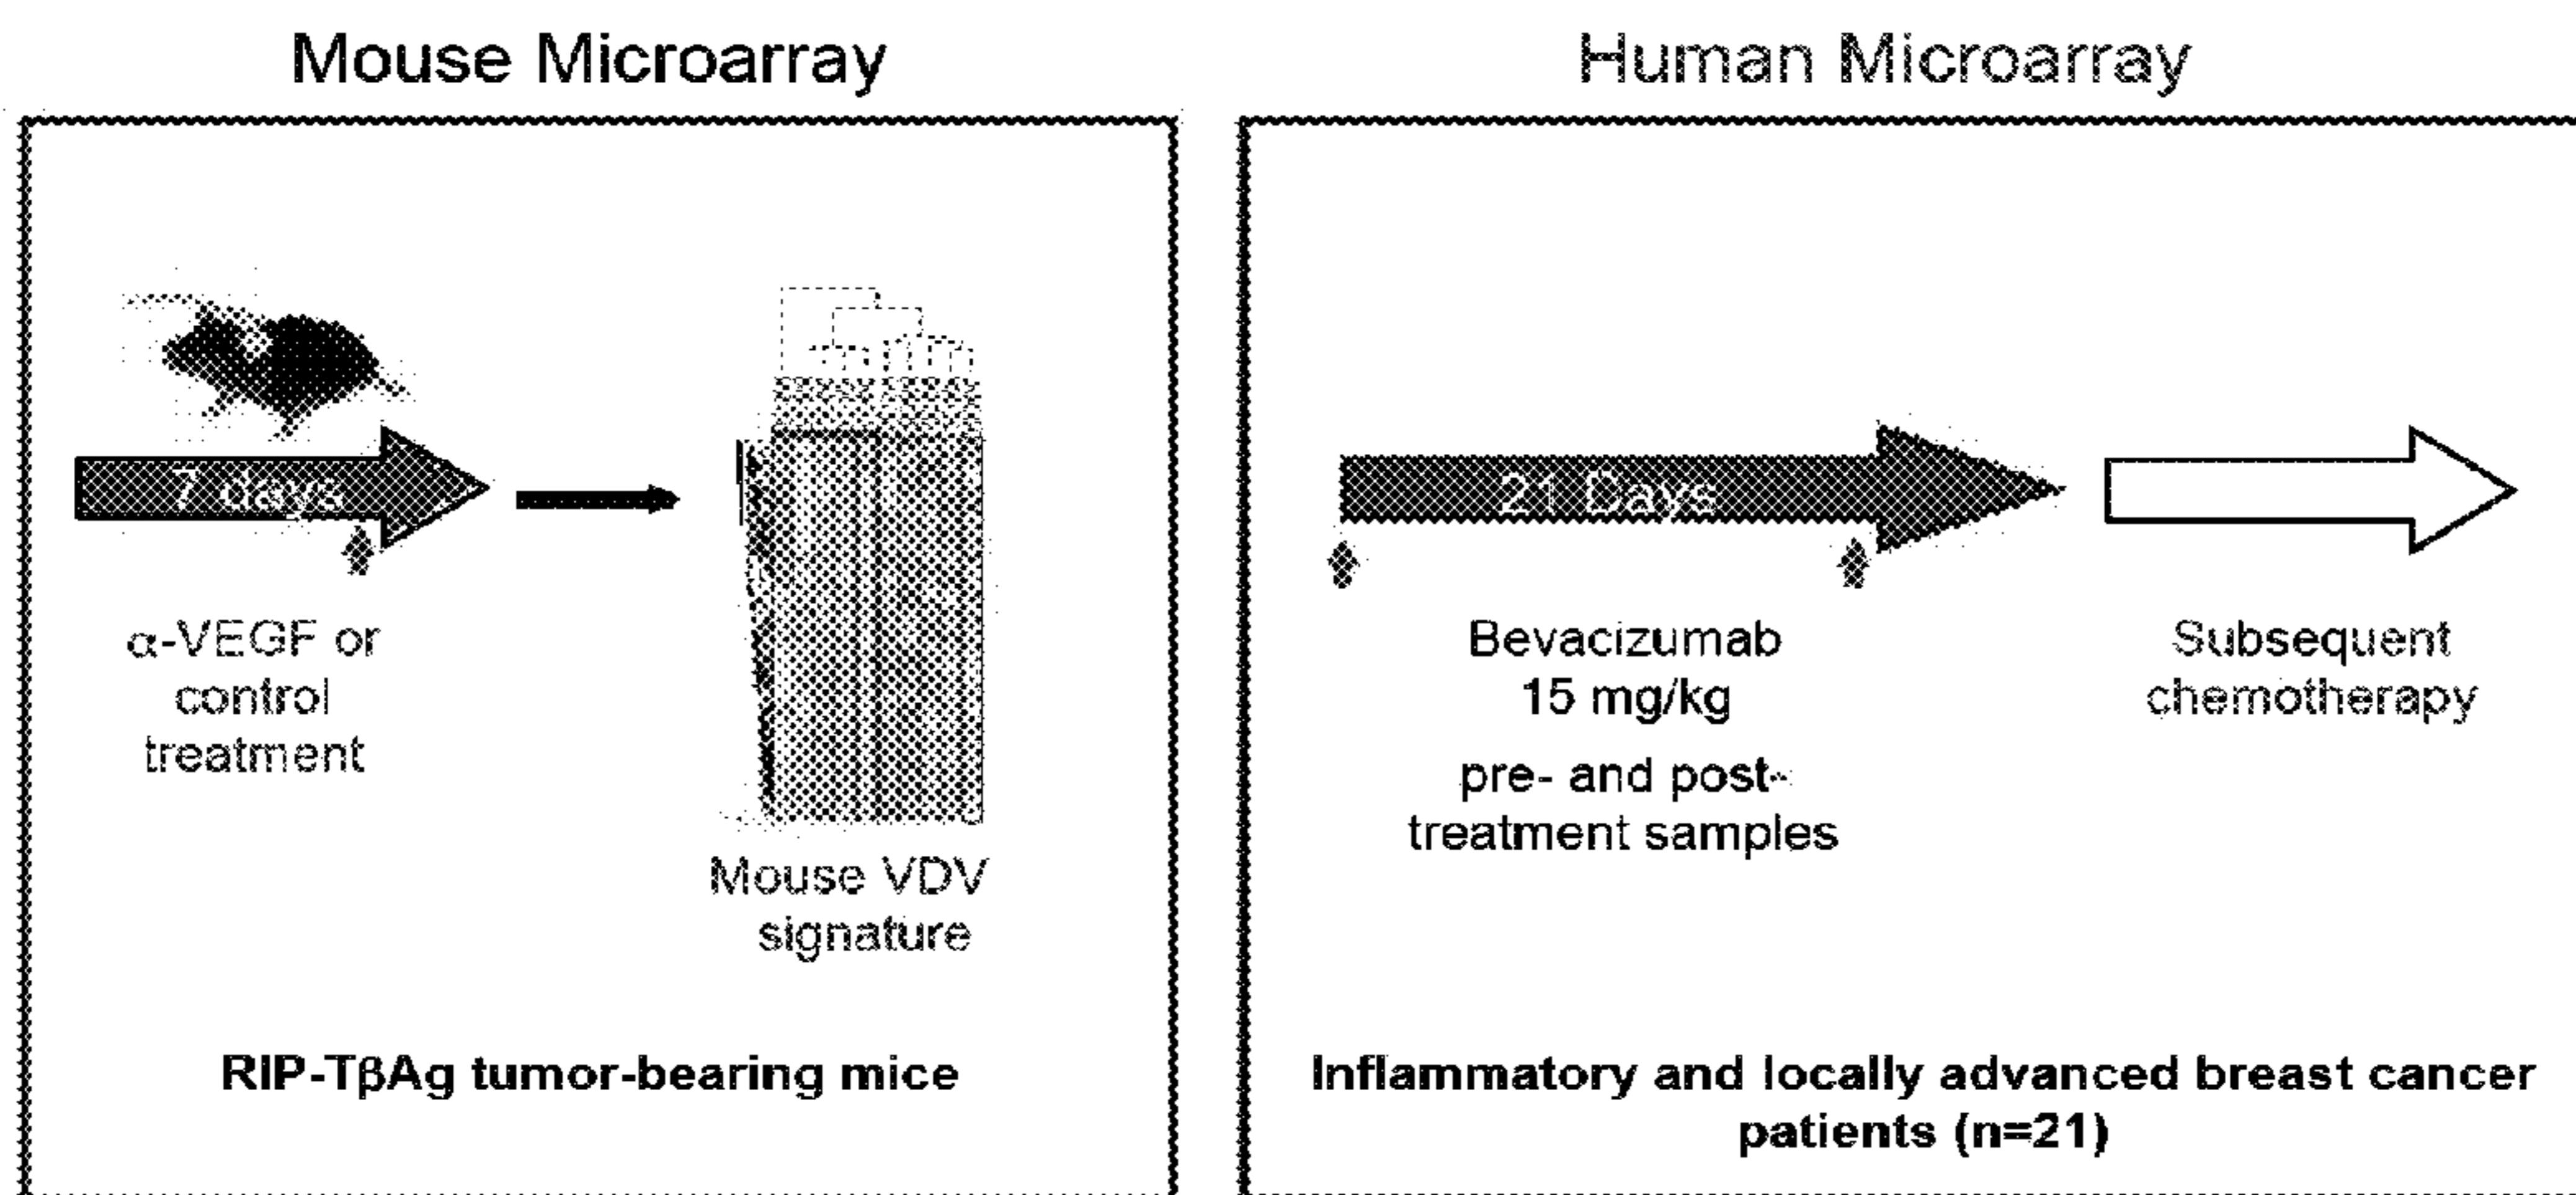 Mouse Microarray
7 days
α-VEGF or
control
treatment
Mouse VDV
signature
RIP-TβAg tumor-bearing mice
Human Microarray
21 Days
Bevacizumab
15 mg/kg
pre- and post-
treatment samples
Subsequent
chemotherapy
Inflammatory and locally advanced breast cancer
patients (n=21)